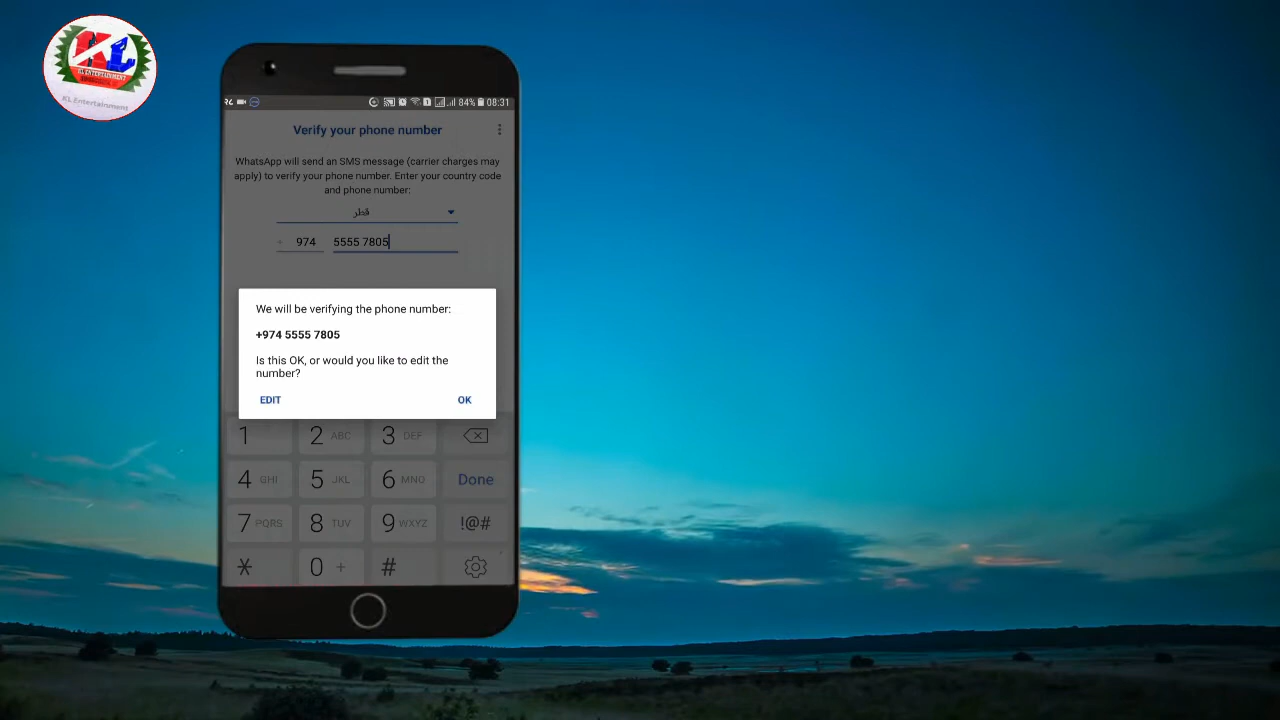 KL
KL ENTERTAINMENT
KL Entertainment
84% 08:31
Verify your phone number
WhatsApp will send an SMS message (carrier charges may
apply) to verify your phone number. Enter your country code
and phone number:
قطر
+ 974 5555 7805
We will be verifying the phone number:
+974 5555 7805
Is this OK, or would you like to edit the
number?
EDIT OK
1 2 ABC 3 DEF
4 GHI 5 JKL 6 MNO Done
7 PQRS 8 TUV 9 WXYZ !@#
* 0 + #